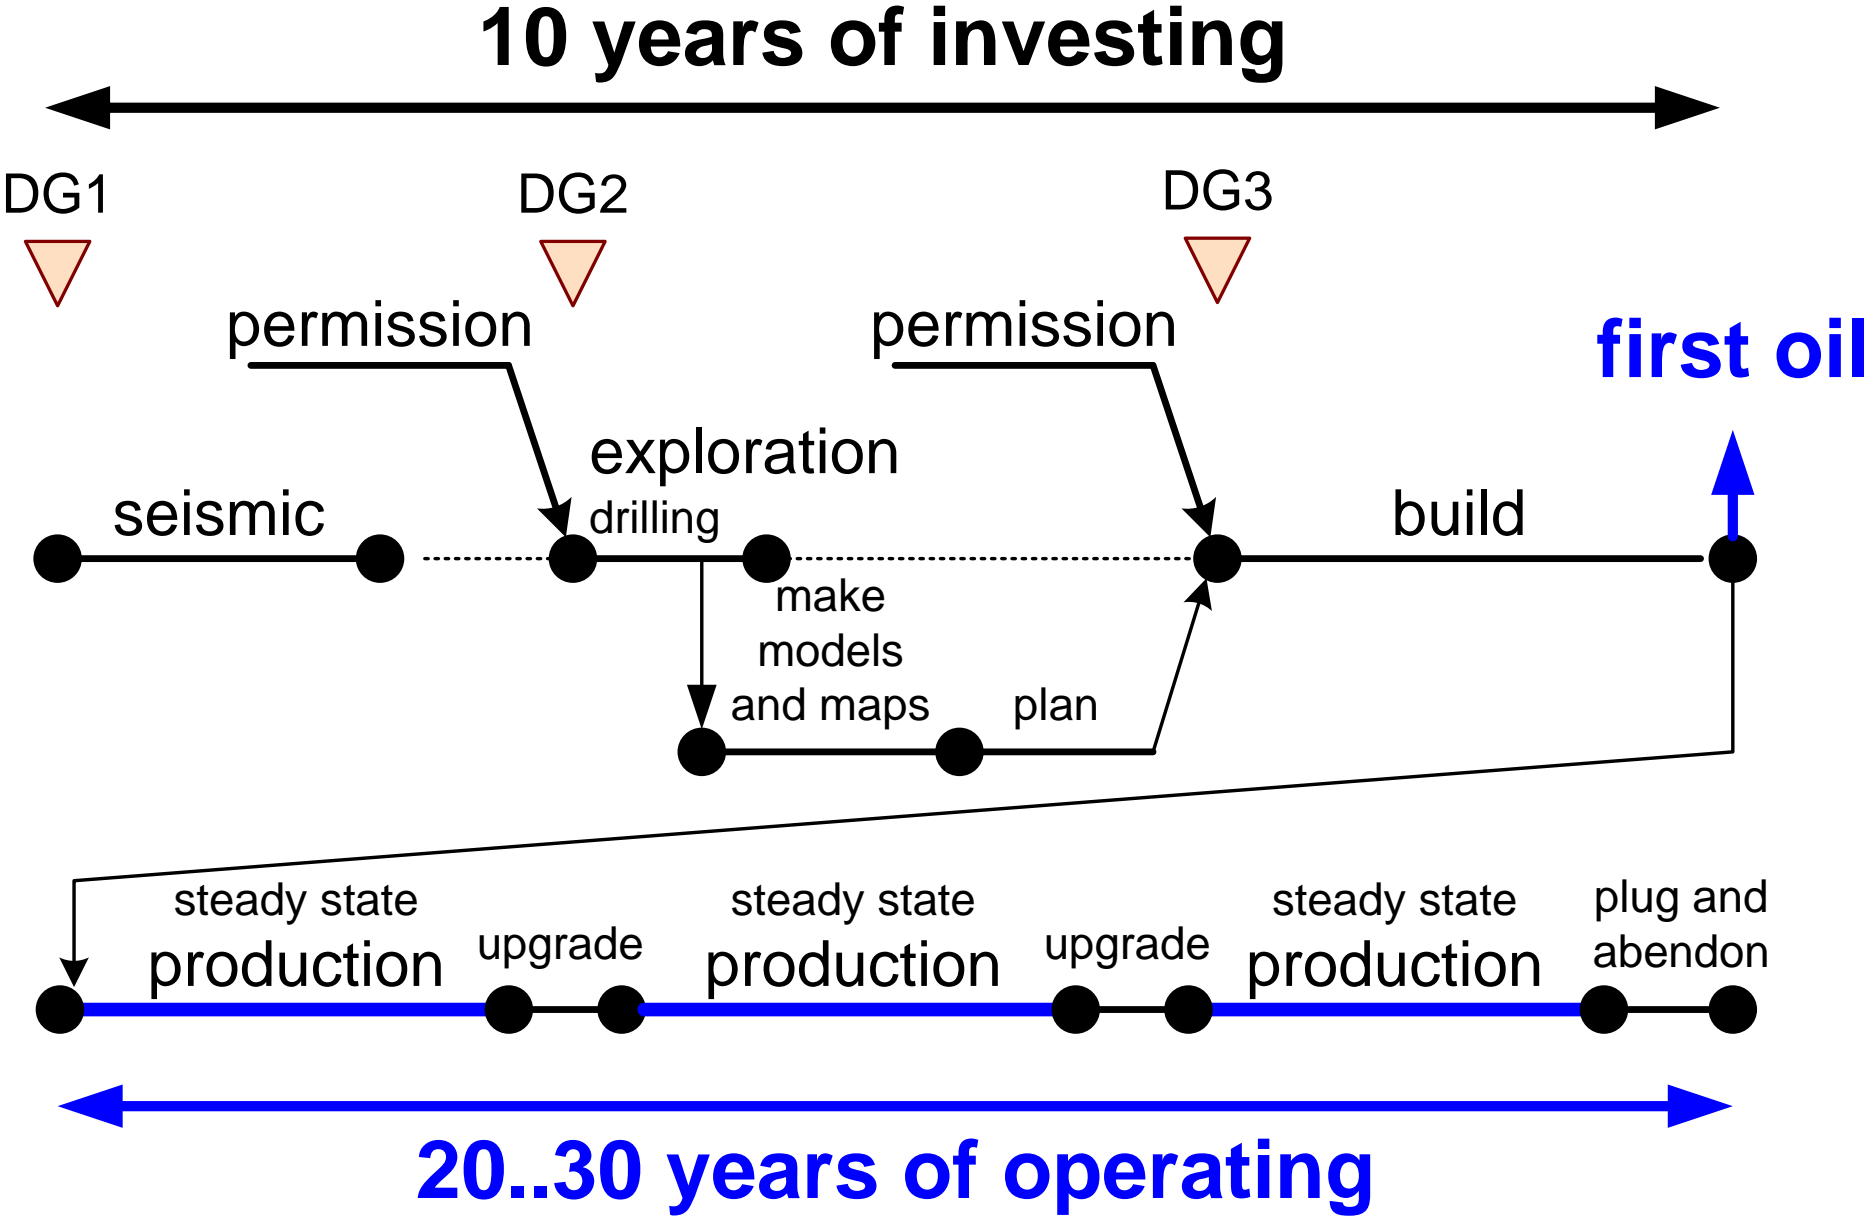 10 years of investing
DG1
DG2
DG3
permission
permission
first oil
exploration
drilling
seismic
build
make
models
and maps
plan
steady state
production
upgrade
steady state
production
upgrade
steady state
production
plug and
abendon
20..30 years of operating